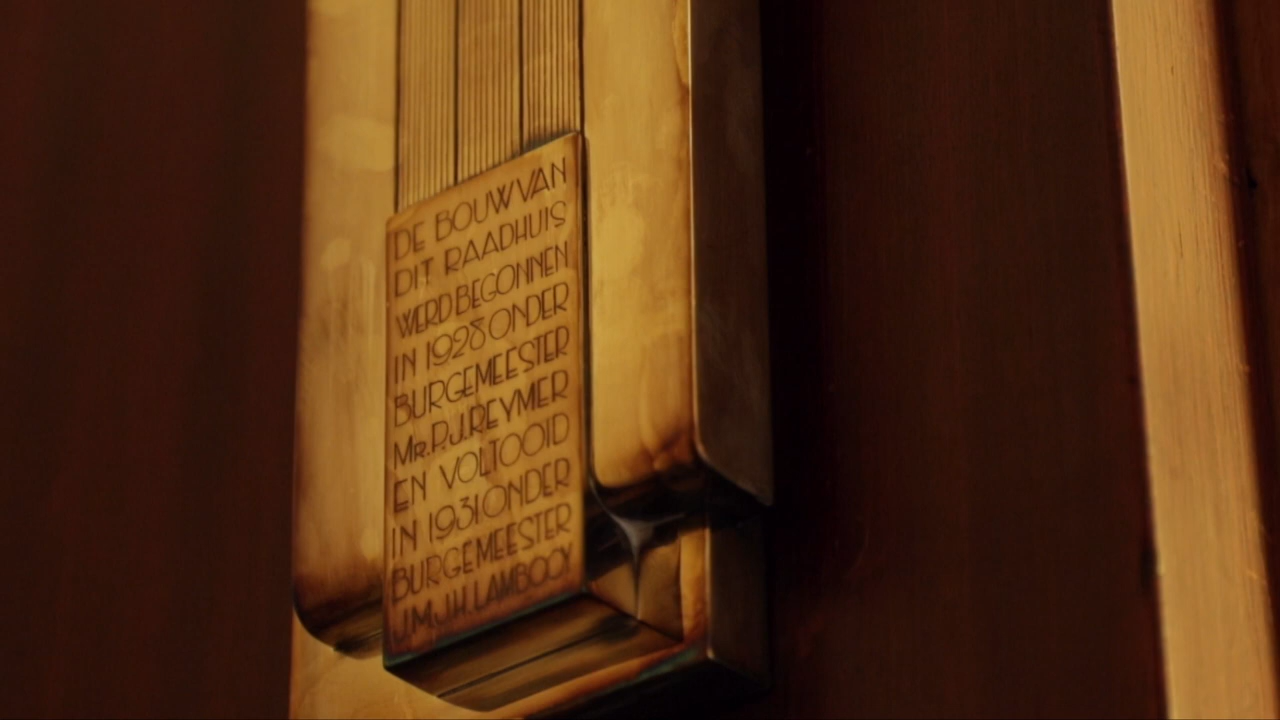 DE BOUW VAN
DIT RAADHUIS
WERD BEGONNEN
IN 1928 ONDER
BURGEMEESTER
Mr. P.J. REYMER
EN VOLTOOID
IN 1931 ONDER
BURGEMEESTER
J.M.J.H. LAMBOOY